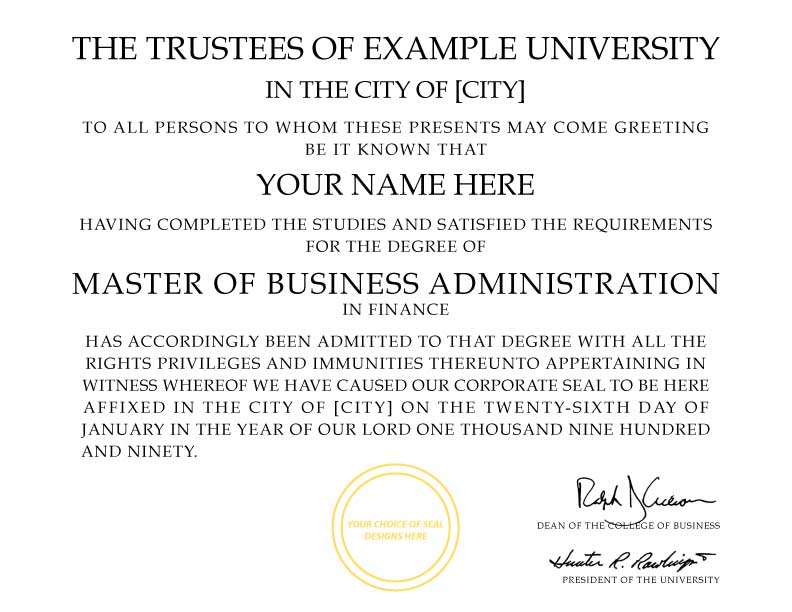 THE TRUSTEES OF EXAMPLE UNIVERSITY
IN THE CITY OF [CITY]
TO ALL PERSONS TO WHOM THESE PRESENTS MAY COME GREETING
BE IT KNOWN THAT
YOUR NAME HERE
HAVING COMPLETED THE STUDIES AND SATISFIED THE REQUIREMENTS
FOR THE DEGREE OF
MASTER OF BUSINESS ADMINISTRATION
IN FINANCE
HAS ACCORDINGLY BEEN ADMITTED TO THAT DEGREE WITH ALL THE
RIGHTS PRIVILEGES AND IMMUNITIES THEREUNTO APPERTAINING IN
WITNESS WHEREOF WE HAVE CAUSED OUR CORPORATE SEAL TO BE HERE
AFFIXED IN THE CITY OF [CITY] ON THE TWENTY-SIXTH DAY OF
JANUARY IN THE YEAR OF OUR LORD ONE THOUSAND NINE HUNDRED
AND NINETY.
YOUR CHOICE OF SEAL
DESIGNS HERE
DEAN OF THE COLLEGE OF BUSINESS
Hunter R. Rawlings
PRESIDENT OF THE UNIVERSITY